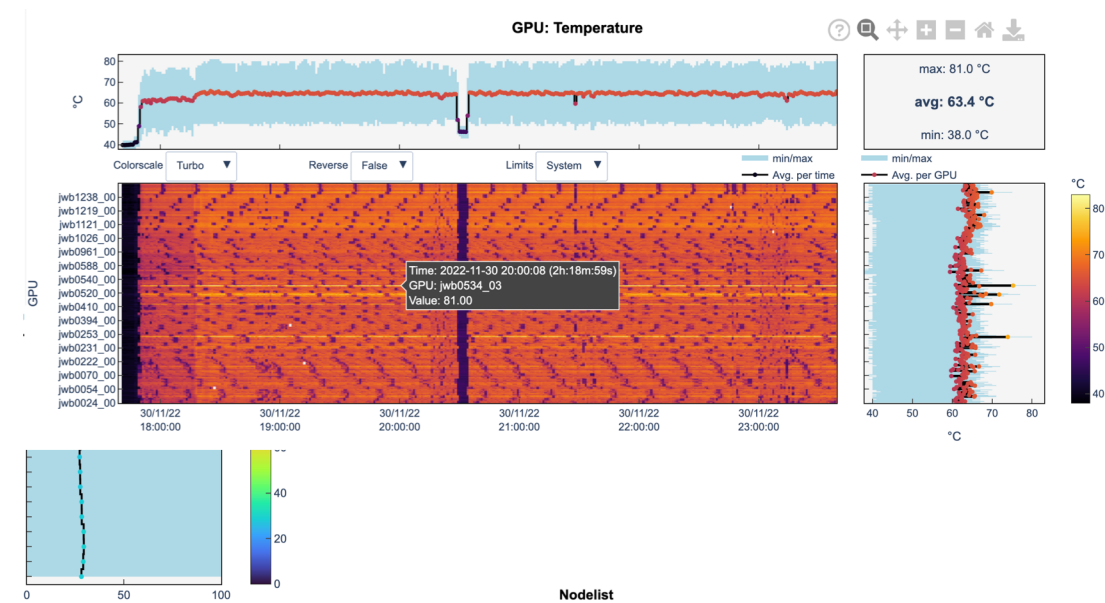 GPU: Temperature
80
70
60
50
40
°C
max: 81.0 °C
avg: 63.4 °C
min: 38.0 °C
Colorscale Turbo ▼ Reverse False ▼ Limits System ▼
min/max
Avg. per time
min/max
Avg. per GPU
°C
GPU
jwb1238_00
jwb1219_00
jwb1121_00
jwb1026_00
jwb0961_00
jwb0588_00
jwb0540_00
jwb0520_00
jwb0410_00
jwb0394_00
jwb0253_00
jwb0231_00
jwb0222_00
jwb0070_00
jwb0054_00
jwb0024_00
Time: 2022-11-30 20:00:08 (2h:18m:59s)
GPU: jwb0534_03
Value: 81.00
80
70
60
50
40
30/11/22 30/11/22 30/11/22 30/11/22 30/11/22 30/11/22
18:00:00 19:00:00 20:00:00 21:00:00 22:00:00 23:00:00
40 50 60 70 80
°C
40
20
0
0 50 100
Nodelist